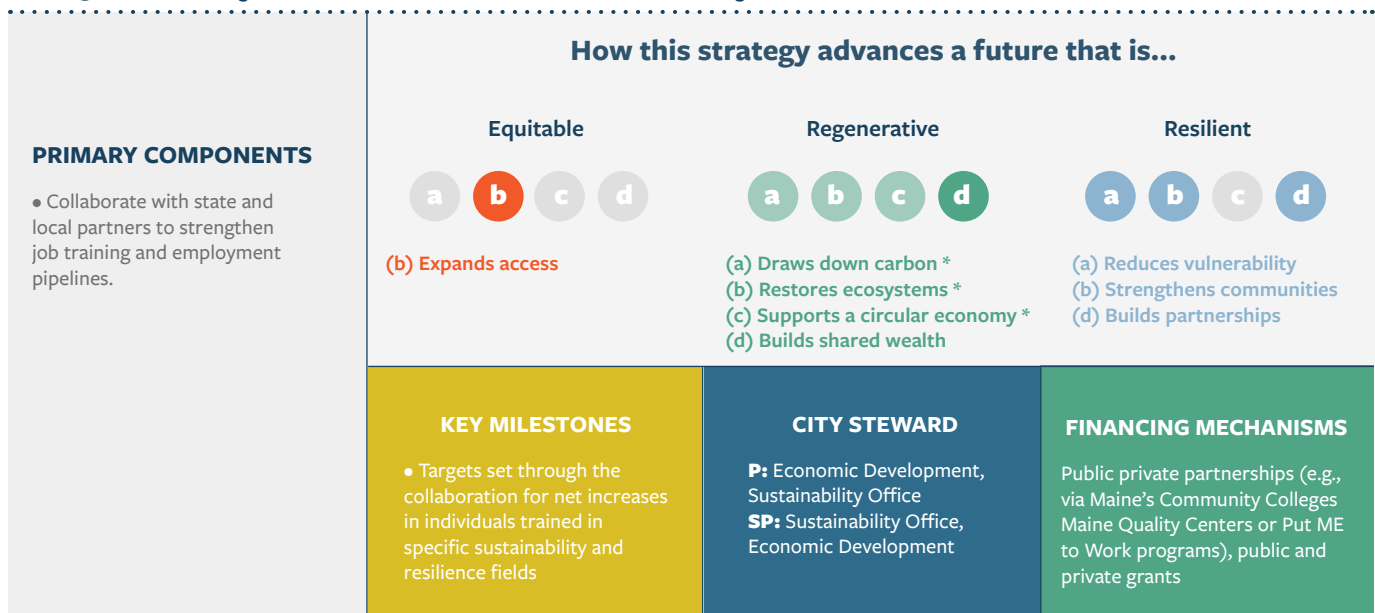 How this strategy advances a future that is...
PRIMARY COMPONENTS
• Collaborate with state and
local partners to strengthen
job training and employment
pipelines.
Equitable
a b c d
(b) Expands access
Regenerative
a b c d
(a) Draws down carbon *
(b) Restores ecosystems *
(c) Supports a circular economy *
(d) Builds shared wealth
Resilient
a b c d
(a) Reduces vulnerability
(b) Strengthens communities
(d) Builds partnerships
KEY MILESTONES
• Targets set through the
collaboration for net increases
in individuals trained in
specific sustainability and
resilience fields
CITY STEWARD
P: Economic Development,
Sustainability Office
SP: Sustainability Office,
Economic Development
FINANCING MECHANISMS
Public private partnerships (e.g.,
via Maine’s Community Colleges
Maine Quality Centers or Put ME
to Work programs), public and
private grants